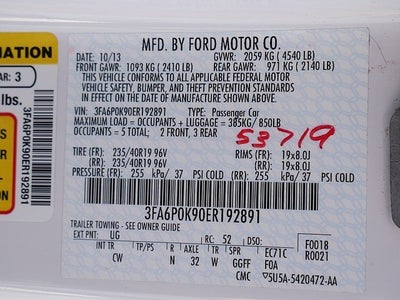 MATION
AR: 3
lbs.
3FA6P0K90ER192891
10/13
MFD. BY FORD MOTOR CO.
FRONT GAWR: 1093 KG ( 2410 LB)
GVWR: 2059 KG ( 4540 LB)
REAR GAWR: 971 KG ( 2140 LB)
THIS VEHICLE CONFORMS TO ALL APPLICABLE FEDERAL MOTOR
VEHICLE SAFETY, BUMPER, AND THEFT PREVENTION STANDARDS IN
EFFECT ON THE DATE OF MANUFACTURE SHOWN ABOVE.
VIN: 3FA6P0K90ER192891 TYPE: Passenger Car
MAXIMUM LOAD = OCCUPANTS + LUGGAGE = 385KG/ 850LB
OCCUPANTS = 5 TOTAL: 2 FRONT, 3 REAR
53719
TIRE (FR): 235/40R19 96V RIMS (FR) 19x8.0J
(RR): 235/40R19 96V (RR): 19x8.0J
PRESSURE (FR): 255 kPa/ 37 PSI COLD (RR): 255 kPa/ 37 PSI COLD
3FA6P0K90ER192891
TRAILER TOWING - SEE OWNER GUIDE
EXT PNT: UG RC: 52 F0018
INT TR TP/PS R AXLE TR SPR EC71C R0021
CW N 32 UG GGFF F0A
5U5A-5420472-AA